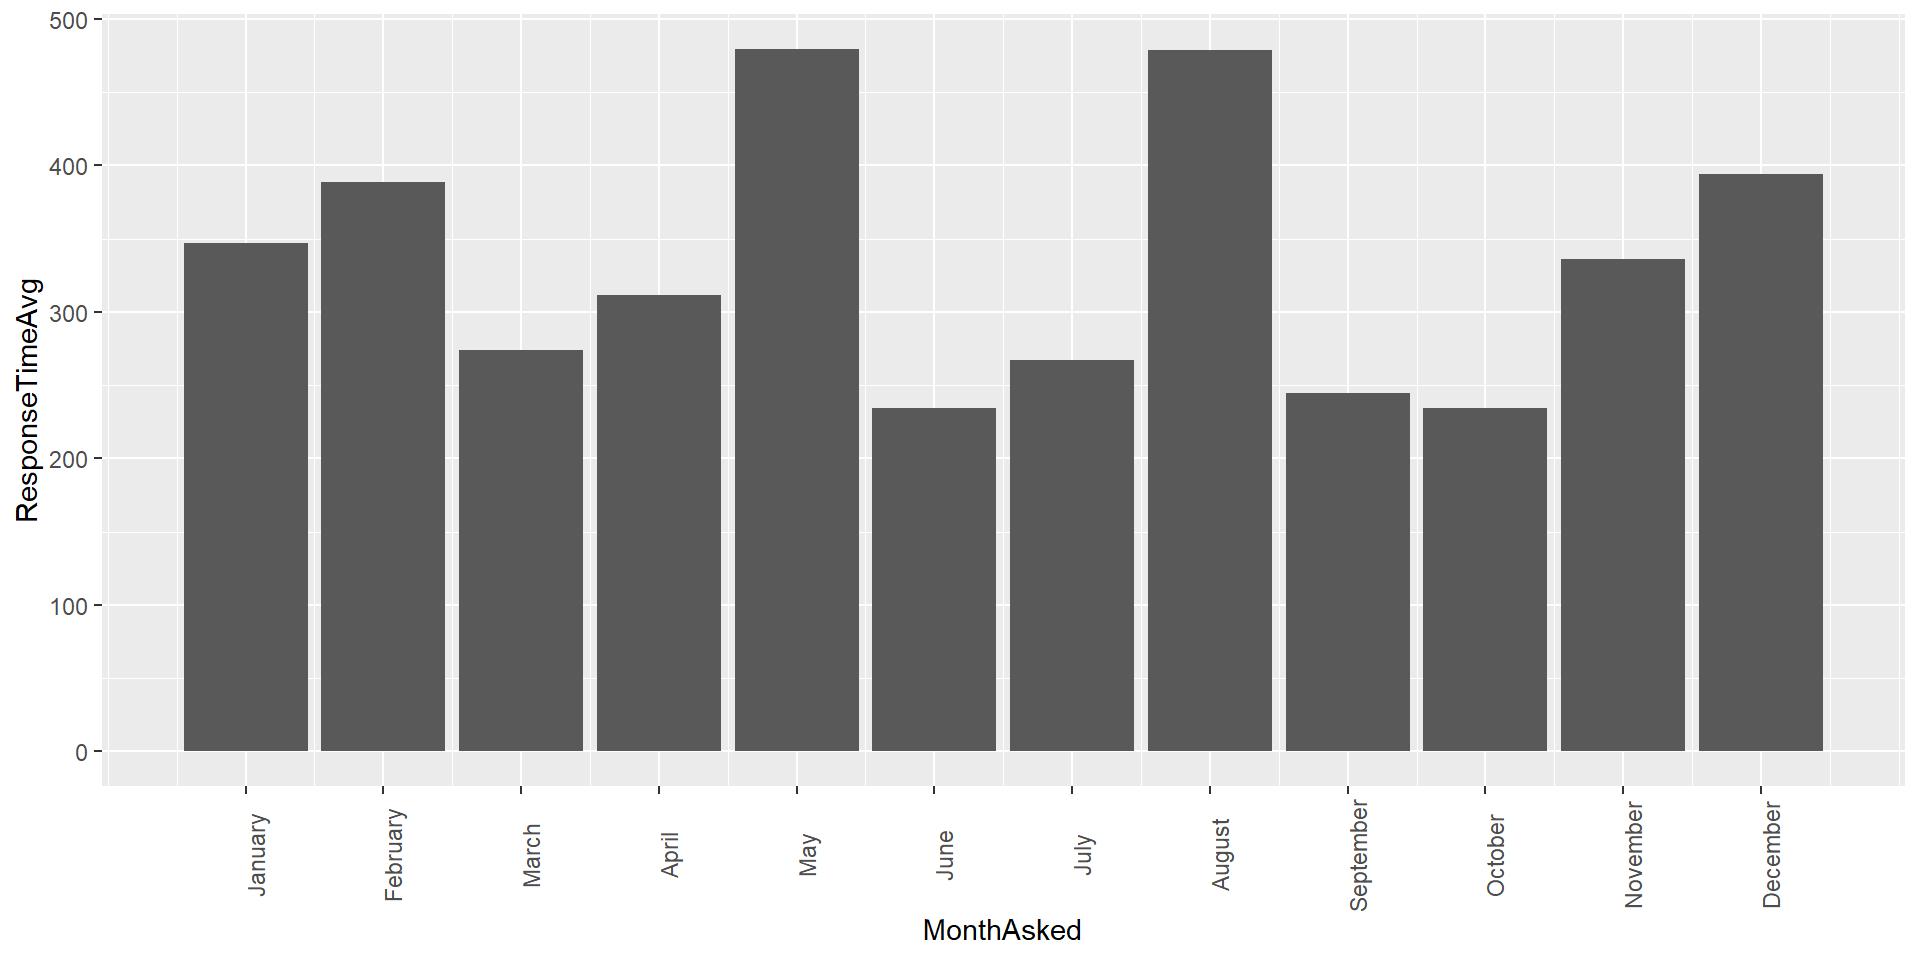 500
400
300
200
100
0
ResponseTimeAvg
January
February
March
April
May
June
July
August
September
October
November
December
MonthAsked